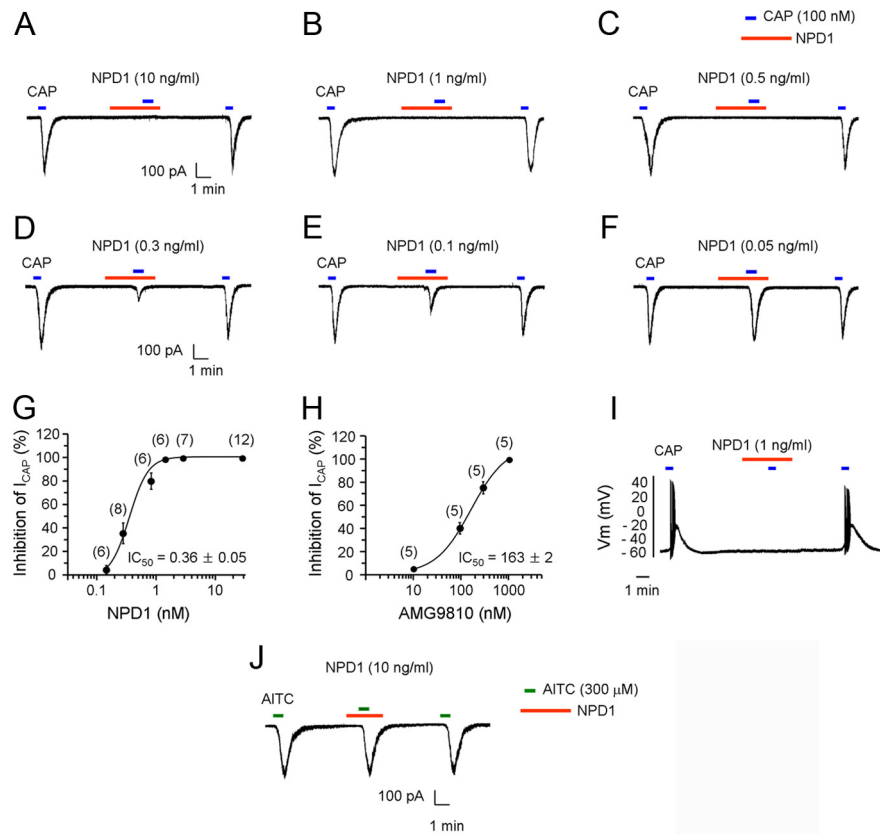 A
B
C
CAP (100 nM)
NPD1
NPD1 (10 ng/ml)
CAP
100 pA
1 min
NPD1 (1 ng/ml)
NPD1 (0.5 ng/ml)
D
E
F
NPD1 (0.3 ng/ml)
CAP
100 pA
1 min
NPD1 (0.1 ng/ml)
CAP
NPD1 (0.05 ng/ml)
CAP
G
Inhibition of ICAP (%)
120
100
80
60
40
20
0
(6)
(8)
(6)
(6)
(7)
(12)
IC50 = 0.36 ± 0.05
0.1
1
10
NPD1 (nM)
H
Inhibition of ICAP (%)
120
100
80
60
40
20
0
(5)
(5)
(5)
(5)
IC50 = 163 ± 2
10
100
1000
AMG9810 (nM)
I
NPD1 (1 ng/ml)
CAP
Vm (mV)
40
20
0
- 20
- 40
- 60
1 min
J
NPD1 (10 ng/ml)
AITC
AITC (300 μM)
NPD1
100 pA
1 min